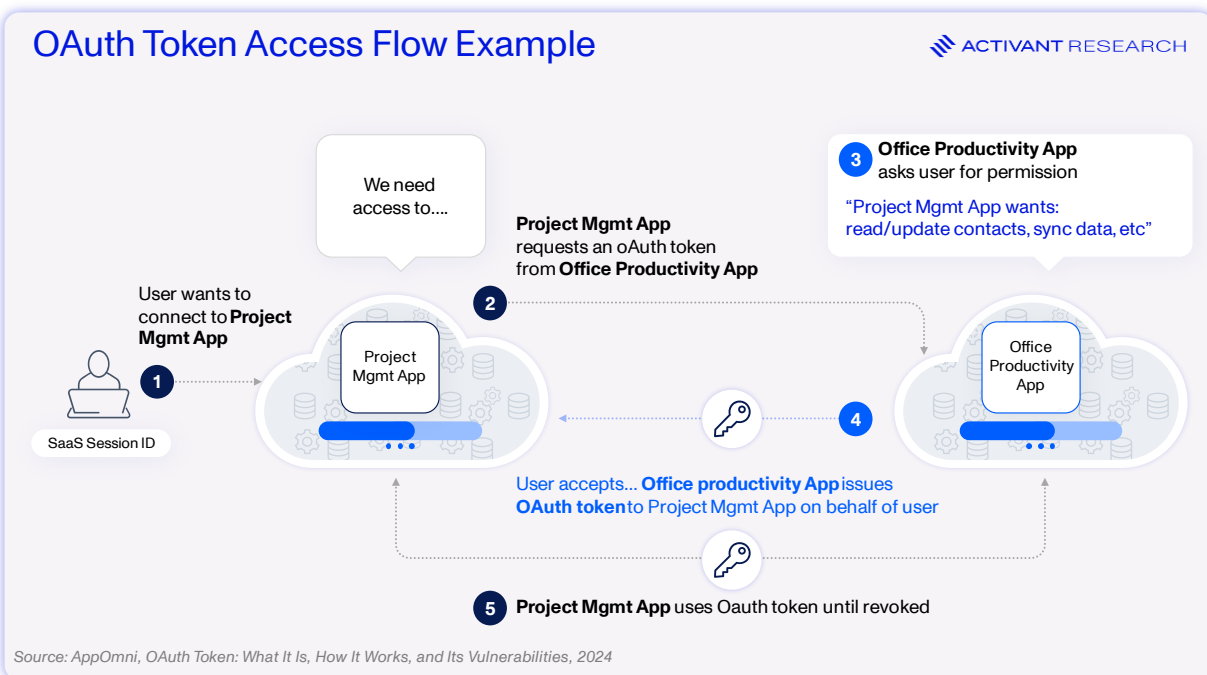 OAuth Token Access Flow Example
ACTIVANT RESEARCH
We need
access to....
3
Office Productivity App
asks user for permission
“Project Mgmt App wants:
read/update contacts, sync data, etc”
Project Mgmt App
requests an oAuth token
from Office Productivity App
2
User wants to
connect to Project
Mgmt App
1
SaaS Session ID
Project
Mgmt App
Office
Productivity
App
4
User accepts... Office productivity App issues
OAuth token to Project Mgmt App on behalf of user
5
Project Mgmt App uses Oauth token until revoked
Source: AppOmni, OAuth Token: What It Is, How It Works, and Its Vulnerabilities, 2024